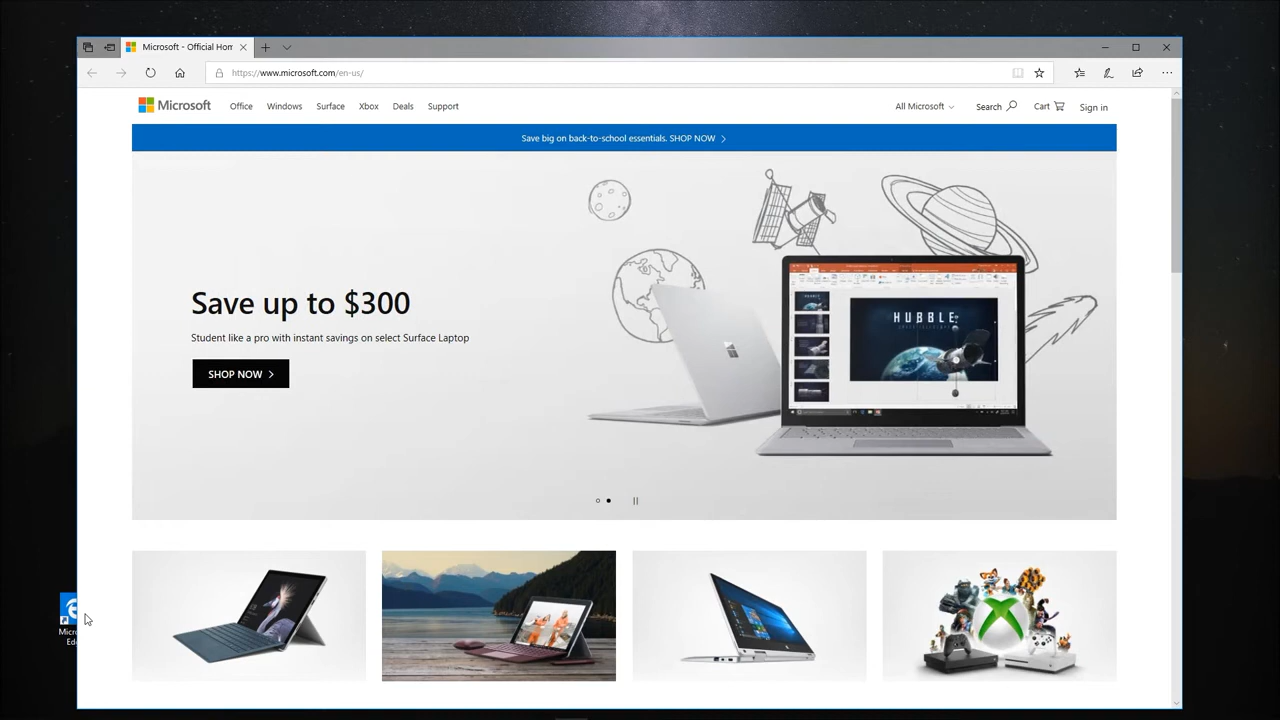 Microsoft - Official Hom
https://www.microsoft.com/en-us/
Microsoft Office Windows Surface Xbox Deals Support All Microsoft Search Cart Sign in
Save big on back-to-school essentials. SHOP NOW
HUBBLE
Save up to $300
Student like a pro with instant savings on select Surface Laptop
SHOP NOW
Micro
Ed